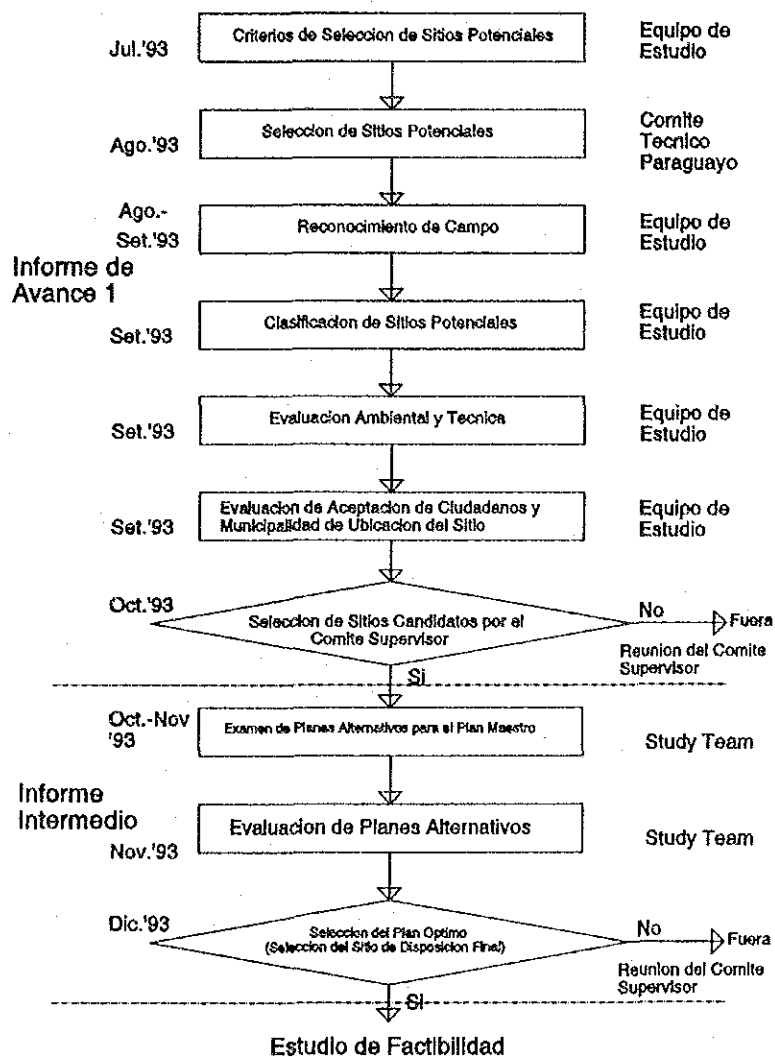 Jul.'93
Criterios de Seleccion de Sitios Potenciales
Equipo de
Estudio
Ago.'93
Seleccion de Sitios Potenciales
Comite
Tecnico
Paraguayo
Ago.-
Set.'93
Reconocimiento de Campo
Equipo de
Estudio
Informe de
Avance 1
Set.'93
Clasificacion de Sitios Potenciales
Equipo de
Estudio
Set.'93
Evaluacion Ambiental y Tecnica
Equipo de
Estudio
Set.'93
Evaluacion de Aceptacion de Ciudadanos y
Municipalidad de Ubicacion del Sitio
Equipo de
Estudio
Oct.'93
Seleccion de Sitios Candidatos por el
Comite Supervisor
No
Fuera
Reunion del Comite
Supervisor
Si
Oct.-Nov
'93
Examen de Planes Alternativos para el Plan Maestro
Study Team
Informe
Intermedio
Nov.'93
Evaluacion de Planes Alternativos
Study Team
Dic.'93
Seleccion del Plan Optimo
(Seleccion del Sitio de Disposicion Final)
No
Fuera
Reunion del Comite
Supervisor
Si
Estudio de Factibilidad